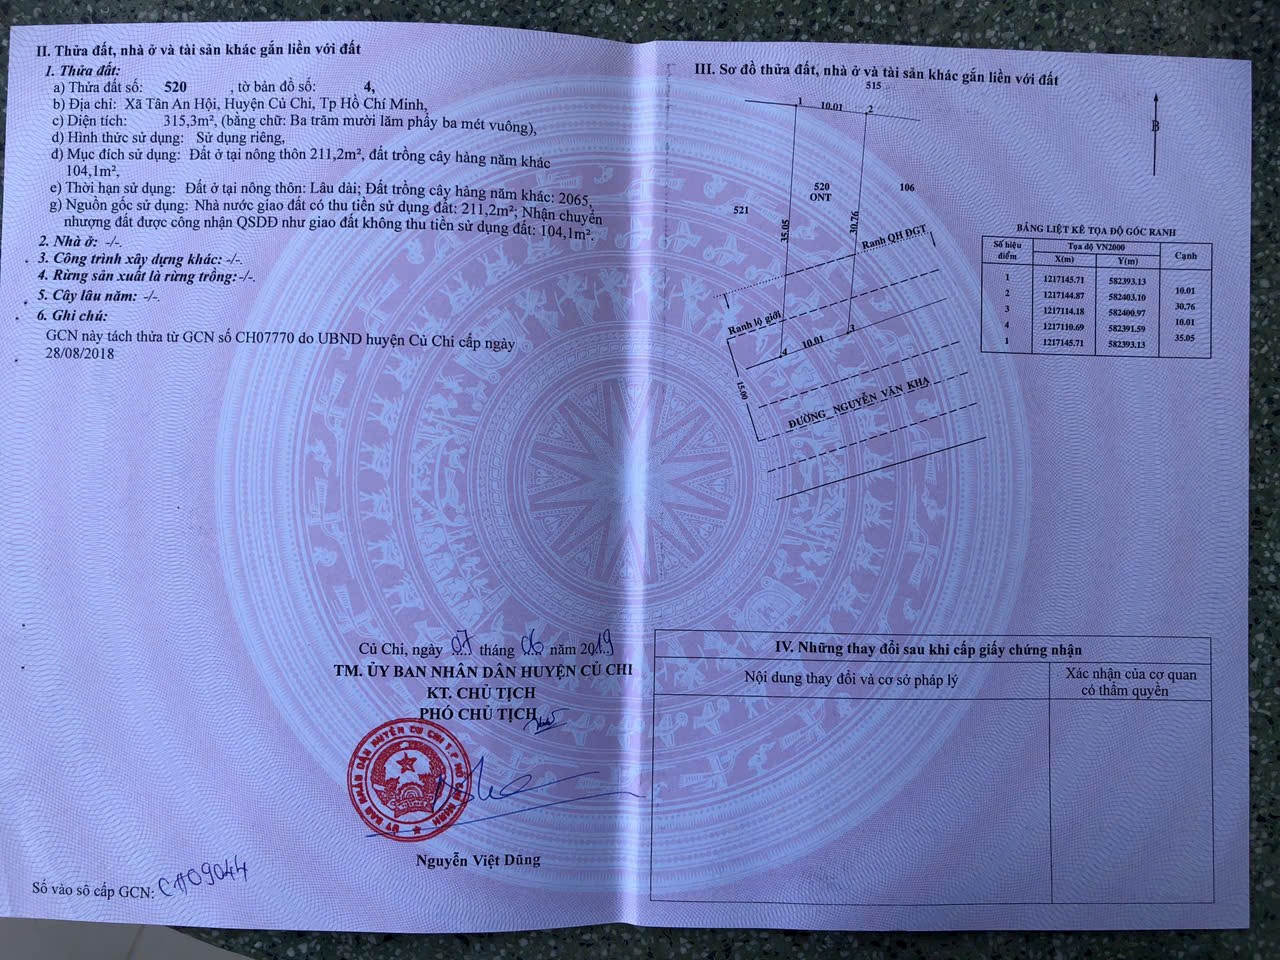 II. Thửa đất, nhà ở và tài sản khác gắn liền với đất
1. Thửa đất:
a) Thửa đất số: 520 , tờ bản đồ số: 4,
b) Địa chỉ: Xã Tân An Hội, Huyện Củ Chi, Tp Hồ Chí Minh,
c) Diện tích: 315,3m², (bằng chữ: Ba trăm mười lăm phẩy ba mét vuông),
d) Hình thức sử dụng: Sử dụng riêng,
đ) Mục đích sử dụng: Đất ở tại nông thôn 211,2m², đất trồng cây hàng năm khác
104,1m²,
e) Thời hạn sử dụng: Đất ở tại nông thôn: Lâu dài; Đất trồng cây hàng năm khác: 2065,
g) Nguồn gốc sử dụng: Nhà nước giao đất có thu tiền sử dụng đất: 211,2m²; Nhận chuyển
nhượng đất được công nhận QSDĐ như giao đất không thu tiền sử dụng đất: 104,1m².
2. Nhà ở: -/-.
3. Công trình xây dựng khác: -/-.
4. Rừng sản xuất là rừng trồng: -/-.
5. Cây lâu năm: -/-.
6. Ghi chú:
GCN này tách thửa từ GCN số CH07770 do UBND huyện Củ Chi cấp ngày
28/08/2018
Củ Chi, ngày 07 tháng 06 năm 2019
TM. ỦY BAN NHÂN DÂN HUYỆN CỦ CHI
KT. CHỦ TỊCH
PHÓ CHỦ TỊCH
ỦY BAN NHÂN DÂN HUYỆN CỦ CHI T.P HỒ CHÍ MINH
Nguyễn Việt Dũng
Số vào sổ cấp GCN: CH09044
III. Sơ đồ thửa đất, nhà ở và tài sản khác gắn liền với đất
515
1 10.01 2
B
520
ONT
106
521
35.05
30.76
Ranh QH ĐGT
Ranh lộ giới
3
4 10.01
15.00
ĐƯỜNG NGUYỄN VĂN KHẠ
BẢNG LIỆT KÊ TỌA ĐỘ GÓC RANH
Số hiệu điểm Tọa độ VN2000 Cạnh
X(m) Y(m)
1 1217145.71 582393.13
10.01
2 1217144.87 582403.10
30.76
3 1217114.18 582400.97
10.01
4 1217110.69 582391.59
35.05
1 1217145.71 582393.13
IV. Những thay đổi sau khi cấp giấy chứng nhận
Nội dung thay đổi và cơ sở pháp lý
Xác nhận của cơ quan
có thẩm quyền